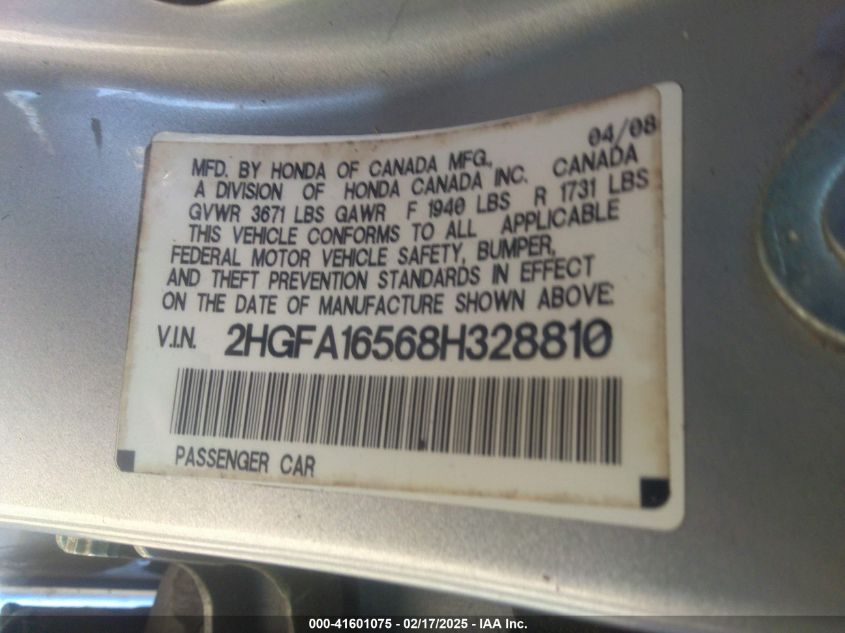 04/08
MFD. BY HONDA OF CANADA MFG.,
A DIVISION OF HONDA CANADA INC. CANADA
GVWR 3671 LBS GAWR F 1940 LBS R 1731 LBS
THIS VEHICLE CONFORMS TO ALL APPLICABLE
FEDERAL MOTOR VEHICLE SAFETY, BUMPER,
AND THEFT PREVENTION STANDARDS IN EFFECT
ON THE DATE OF MANUFACTURE SHOWN ABOVE.
V.I.N. 2HGFA16568H328810
PASSENGER CAR
000-41601075 — 02/17/2025 - IAA Inc.